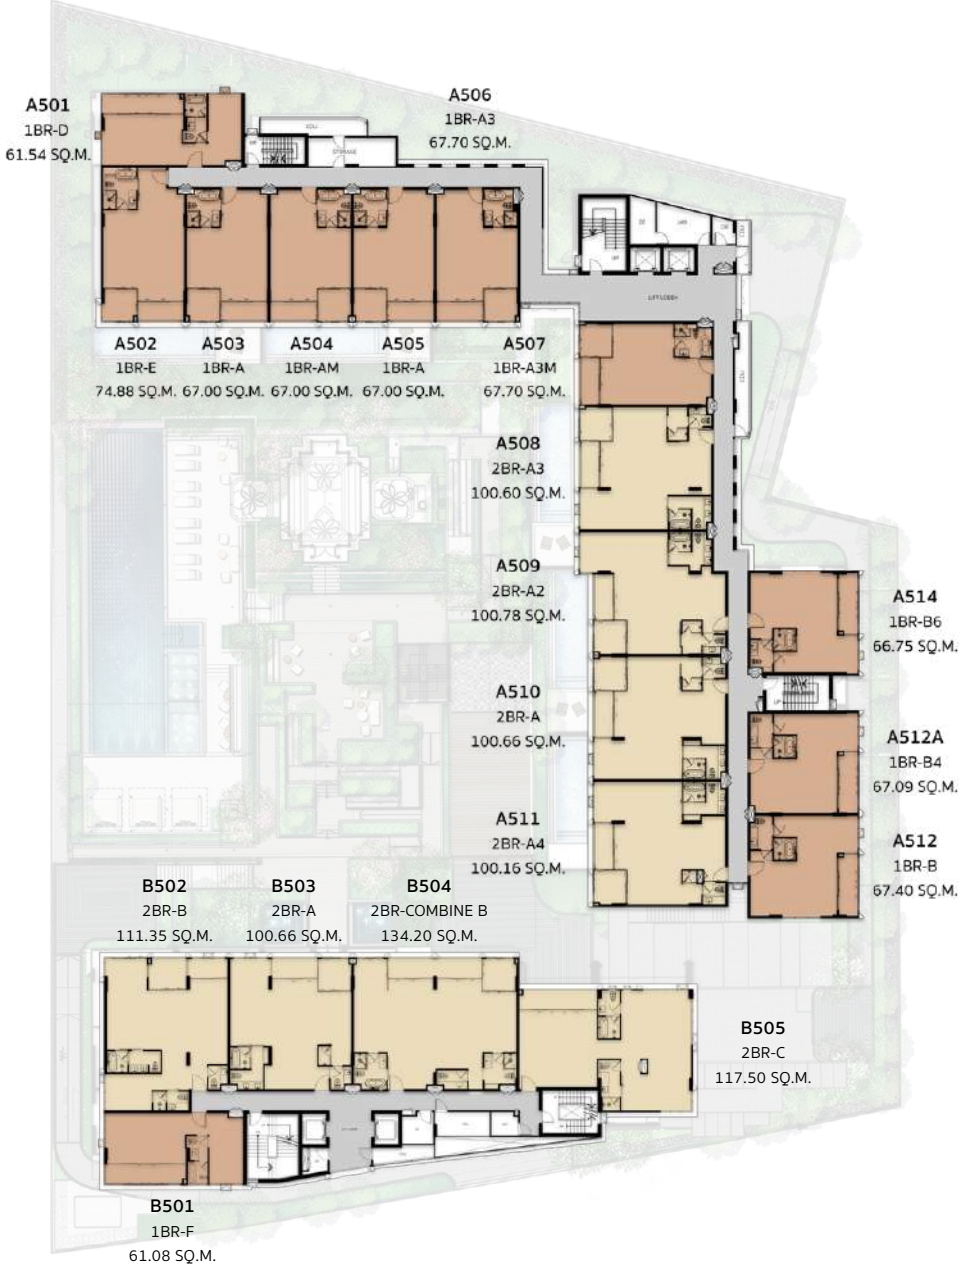 A501
1BR-D
61.54 SQ.M.
A506
1BR-A3
67.70 SQ.M.
STORAGE
LIFT LOBBY
A502
1BR-E
74.88 SQ.M.
A503
1BR-A
67.00 SQ.M.
A504
1BR-AM
67.00 SQ.M.
A505
1BR-A
67.00 SQ.M.
A507
1BR-A3M
67.70 SQ.M.
A508
2BR-A3
100.60 SQ.M.
A509
2BR-A2
100.78 SQ.M.
A514
1BR-B6
66.75 SQ.M.
A510
2BR-A
100.66 SQ.M.
A512A
1BR-B4
67.09 SQ.M.
A511
2BR-A4
100.16 SQ.M.
A512
1BR-B
67.40 SQ.M.
B502
2BR-B
111.35 SQ.M.
B503
2BR-A
100.66 SQ.M.
B504
2BR-COMBINE B
134.20 SQ.M.
B505
2BR-C
117.50 SQ.M.
B501
1BR-F
61.08 SQ.M.